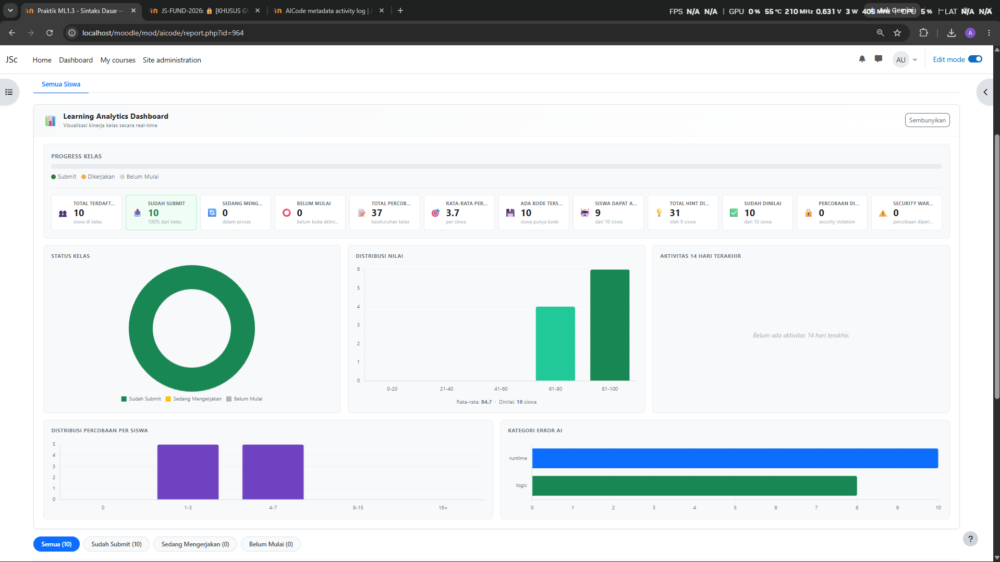 Praktik ML1.3 - Sintaks Dasar —
JS-FUND-2026: 🔒 [KHUSUS GU
AICode metadata activity log | J
FPS N/A N/A | GPU 0 % 55 °C 210 MHz 0.631 V 3 W 405 MHz | CPU 5 % | LAT N/A N/A
Ask Gemini
localhost/moodle/mod/aicode/report.php?id=964
A
JSc
Home Dashboard My courses Site administration
AU
Edit mode
Semua Siswa
Learning Analytics Dashboard
Visualisasi kinerja kelas secara real-time
Sembunyikan
PROGRESS KELAS
Submit Dikerjakan Belum Mulai
TOTAL TERDAFT...
10
siswa di kelas
SUDAH SUBMIT
10
100% dari kelas
SEDANG MENG...
0
dalam proses
BELUM MULAI
0
belum buka aktivi...
TOTAL PERCOB...
37
keseluruhan kelas
RATA-RATA PER...
3.7
per siswa
ADA KODE TERS...
10
siswa punya kode
SISWA DAPAT A...
9
dari 10 siswa
TOTAL HINT DI...
31
oleh 9 siswa
SUDAH DINILAI
10
dari 10 siswa
PERCOBAAN DI...
0
security violation
SECURITY WAR...
0
percobaan diperi...
STATUS KELAS
Sudah Submit Sedang Mengerjakan Belum Mulai
DISTRIBUSI NILAI
6
5
4
3
2
1
0
0-20 21-40 41-60 61-80 81-100
Rata-rata: 84.7 · Dinilai: 10 siswa
AKTIVITAS 14 HARI TERAKHIR
Belum ada aktivitas 14 hari terakhir.
DISTRIBUSI PERCOBAAN PER SISWA
5
4
3
2
1
0
0 1-3 4-7 8-15 16+
KATEGORI ERROR AI
runtime
logic
0 1 2 3 4 5 6 7 8 9 10
Semua (10) Sudah Submit (10) Sedang Mengerjakan (0) Belum Mulai (0)
?